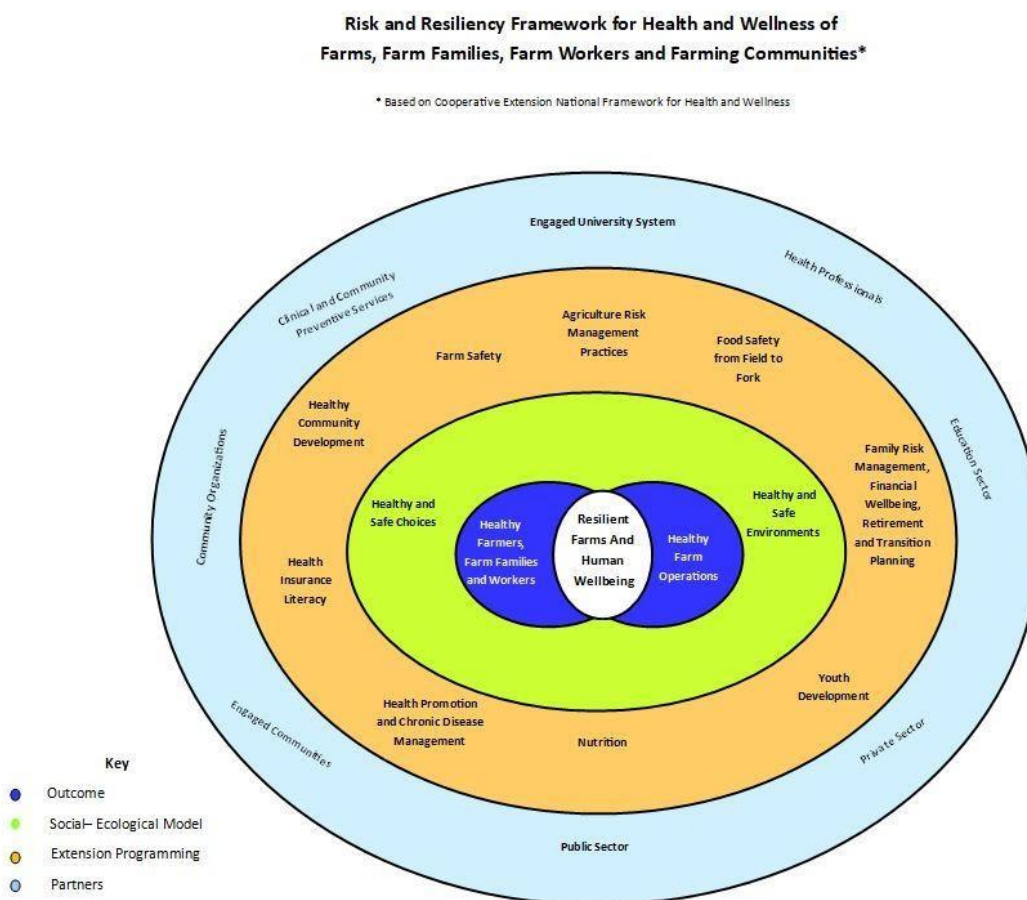 Risk and Resiliency Framework for Health and Wellness of
Farms, Farm Families, Farm Workers and Farming Communities*
* Based on Cooperative Extension National Framework for Health and Wellness
Engaged University System
Health Professionals
Clinical and Community
Preventive Services
Agriculture Risk
Management
Practices
Farm Safety
Food Safety
from Field to
Fork
Healthy
Community
Development
Education Sector
Community Organizations
Family Risk
Management,
Financial
Wellbeing,
Retirement
and Transition
Planning
Healthy and
Safe Choices
Healthy and
Safe
Environments
Healthy
Farmers,
Farm Families
and Workers
Resilient
Farms And
Human
Wellbeing
Healthy
Farm
Operations
Health
Insurance
Literacy
Youth
Development
Health Promotion
and Chronic Disease
Management
Nutrition
Engaged Communities
Private Sector
Public Sector
Key
Outcome
Social– Ecological Model
Extension Programming
Partners